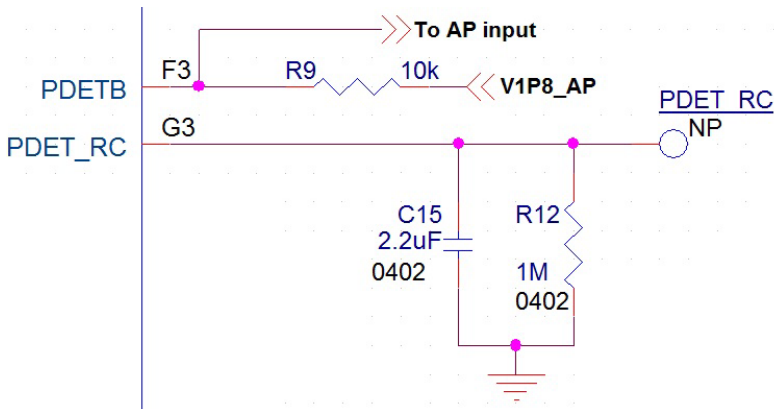 To AP input
PDETB F3 R9 10k V1P8_AP
PDET_RC G3 PDET_RC
NP
C15 R12
2.2uF
0402 1M
0402